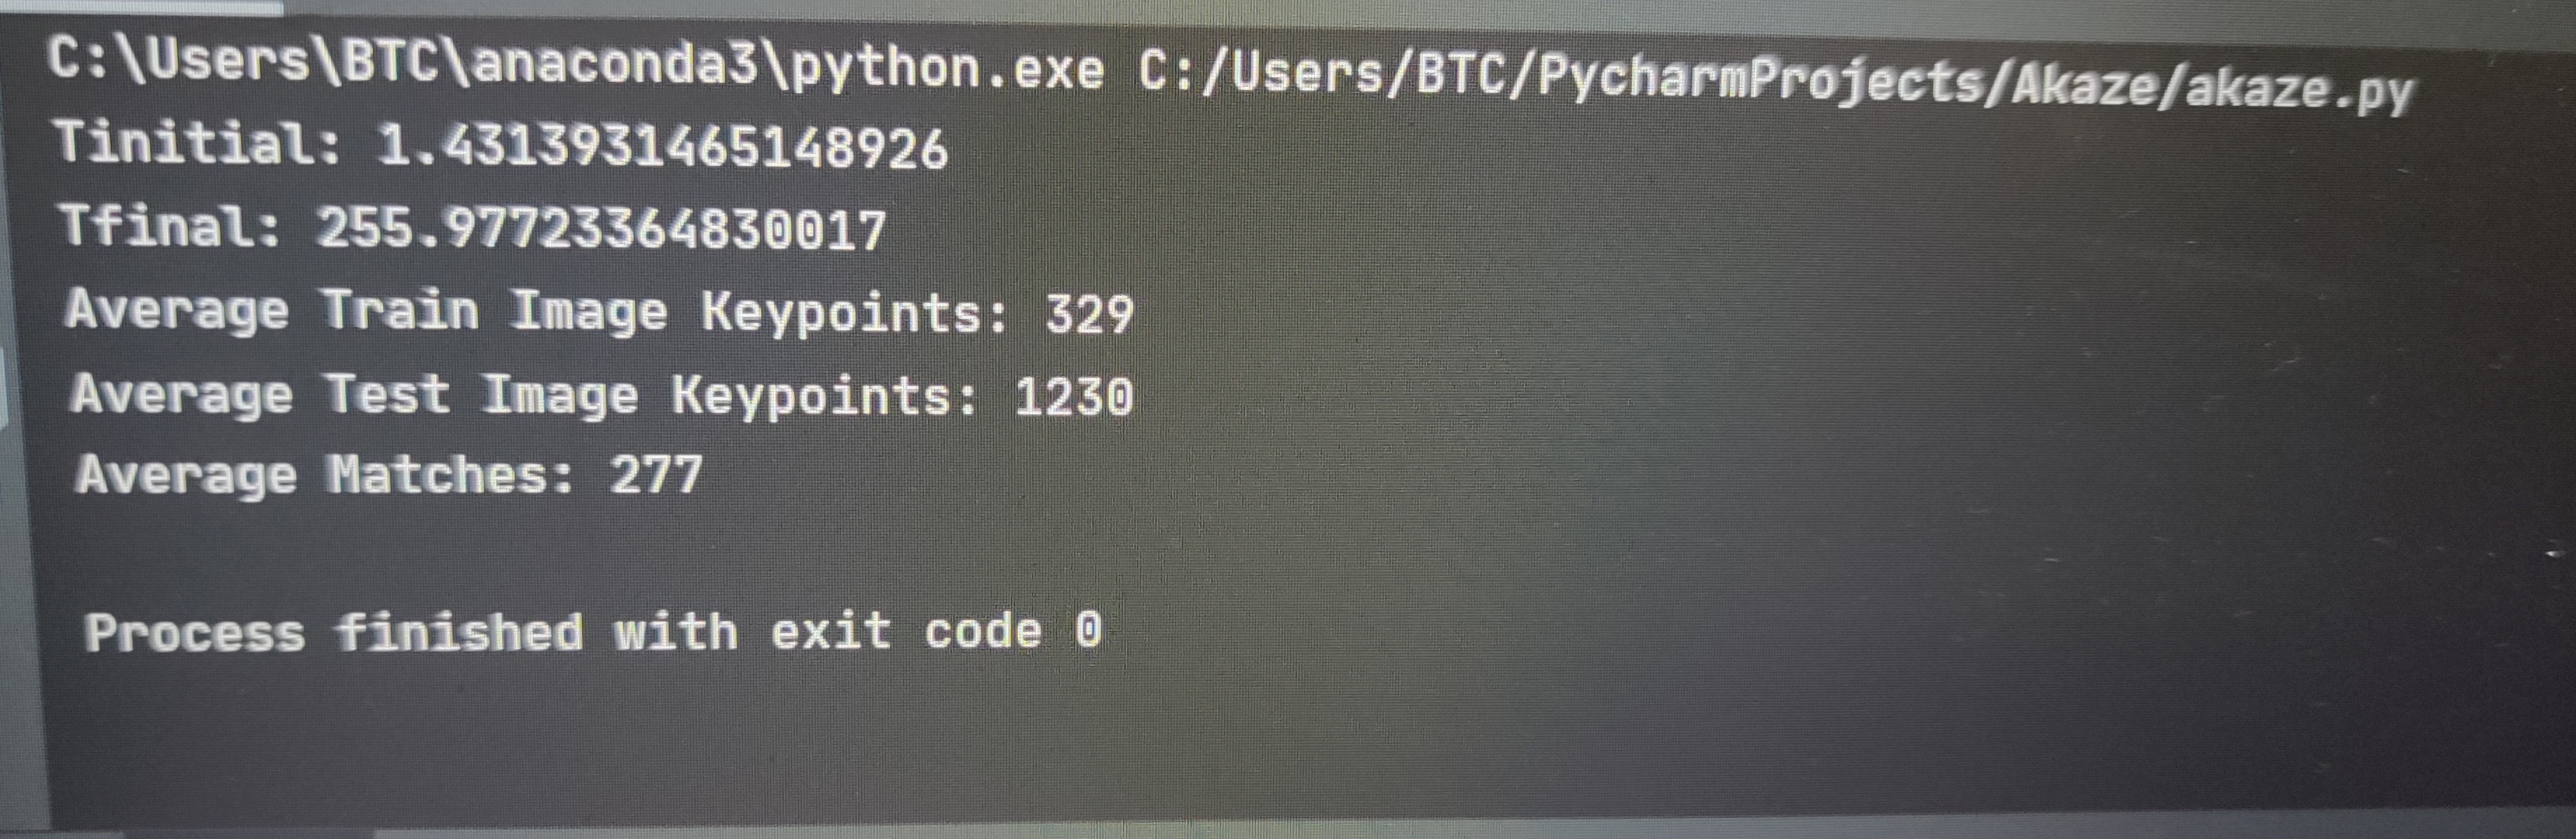 C:\Users\BTC\anaconda3\python.exe C:/Users/BTC/PycharmProjects/Akaze/akaze.py
Tinitial: 1.4313931465148926
Tfinal: 255.97723364830017
Average Train Image Keypoints: 329
Average Test Image Keypoints: 1230
Average Matches: 277
Process finished with exit code 0